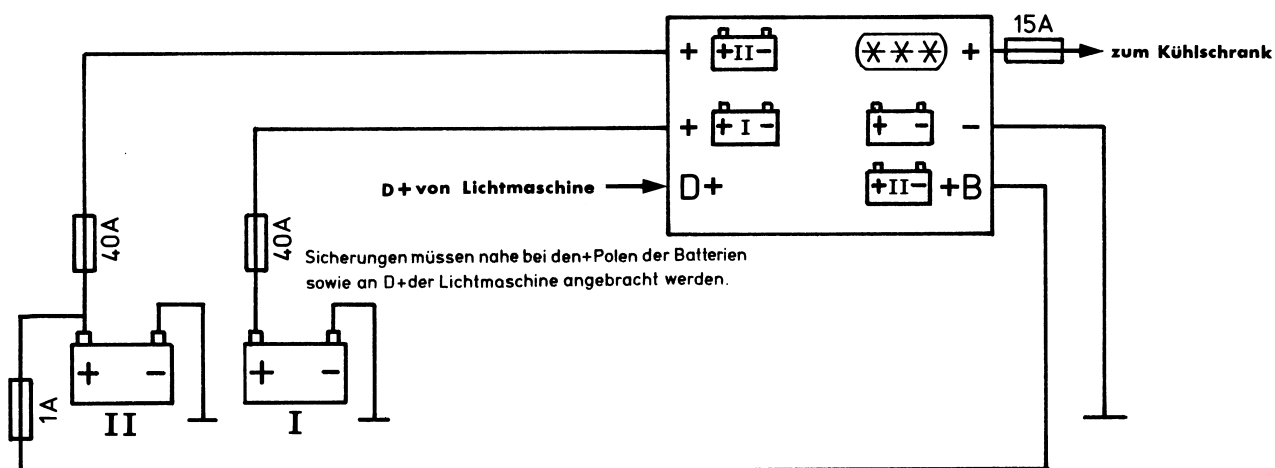 15A
+ +II- *** + zum Kühlschrank
+ + I - + - -
D+ von Lichtmaschine D+ +II- +B
40A 40A
Sicherungen müssen nahe bei den+Polen der Batterien
sowie an D+der Lichtmaschine angebracht werden.
+ - + -
1A
II I